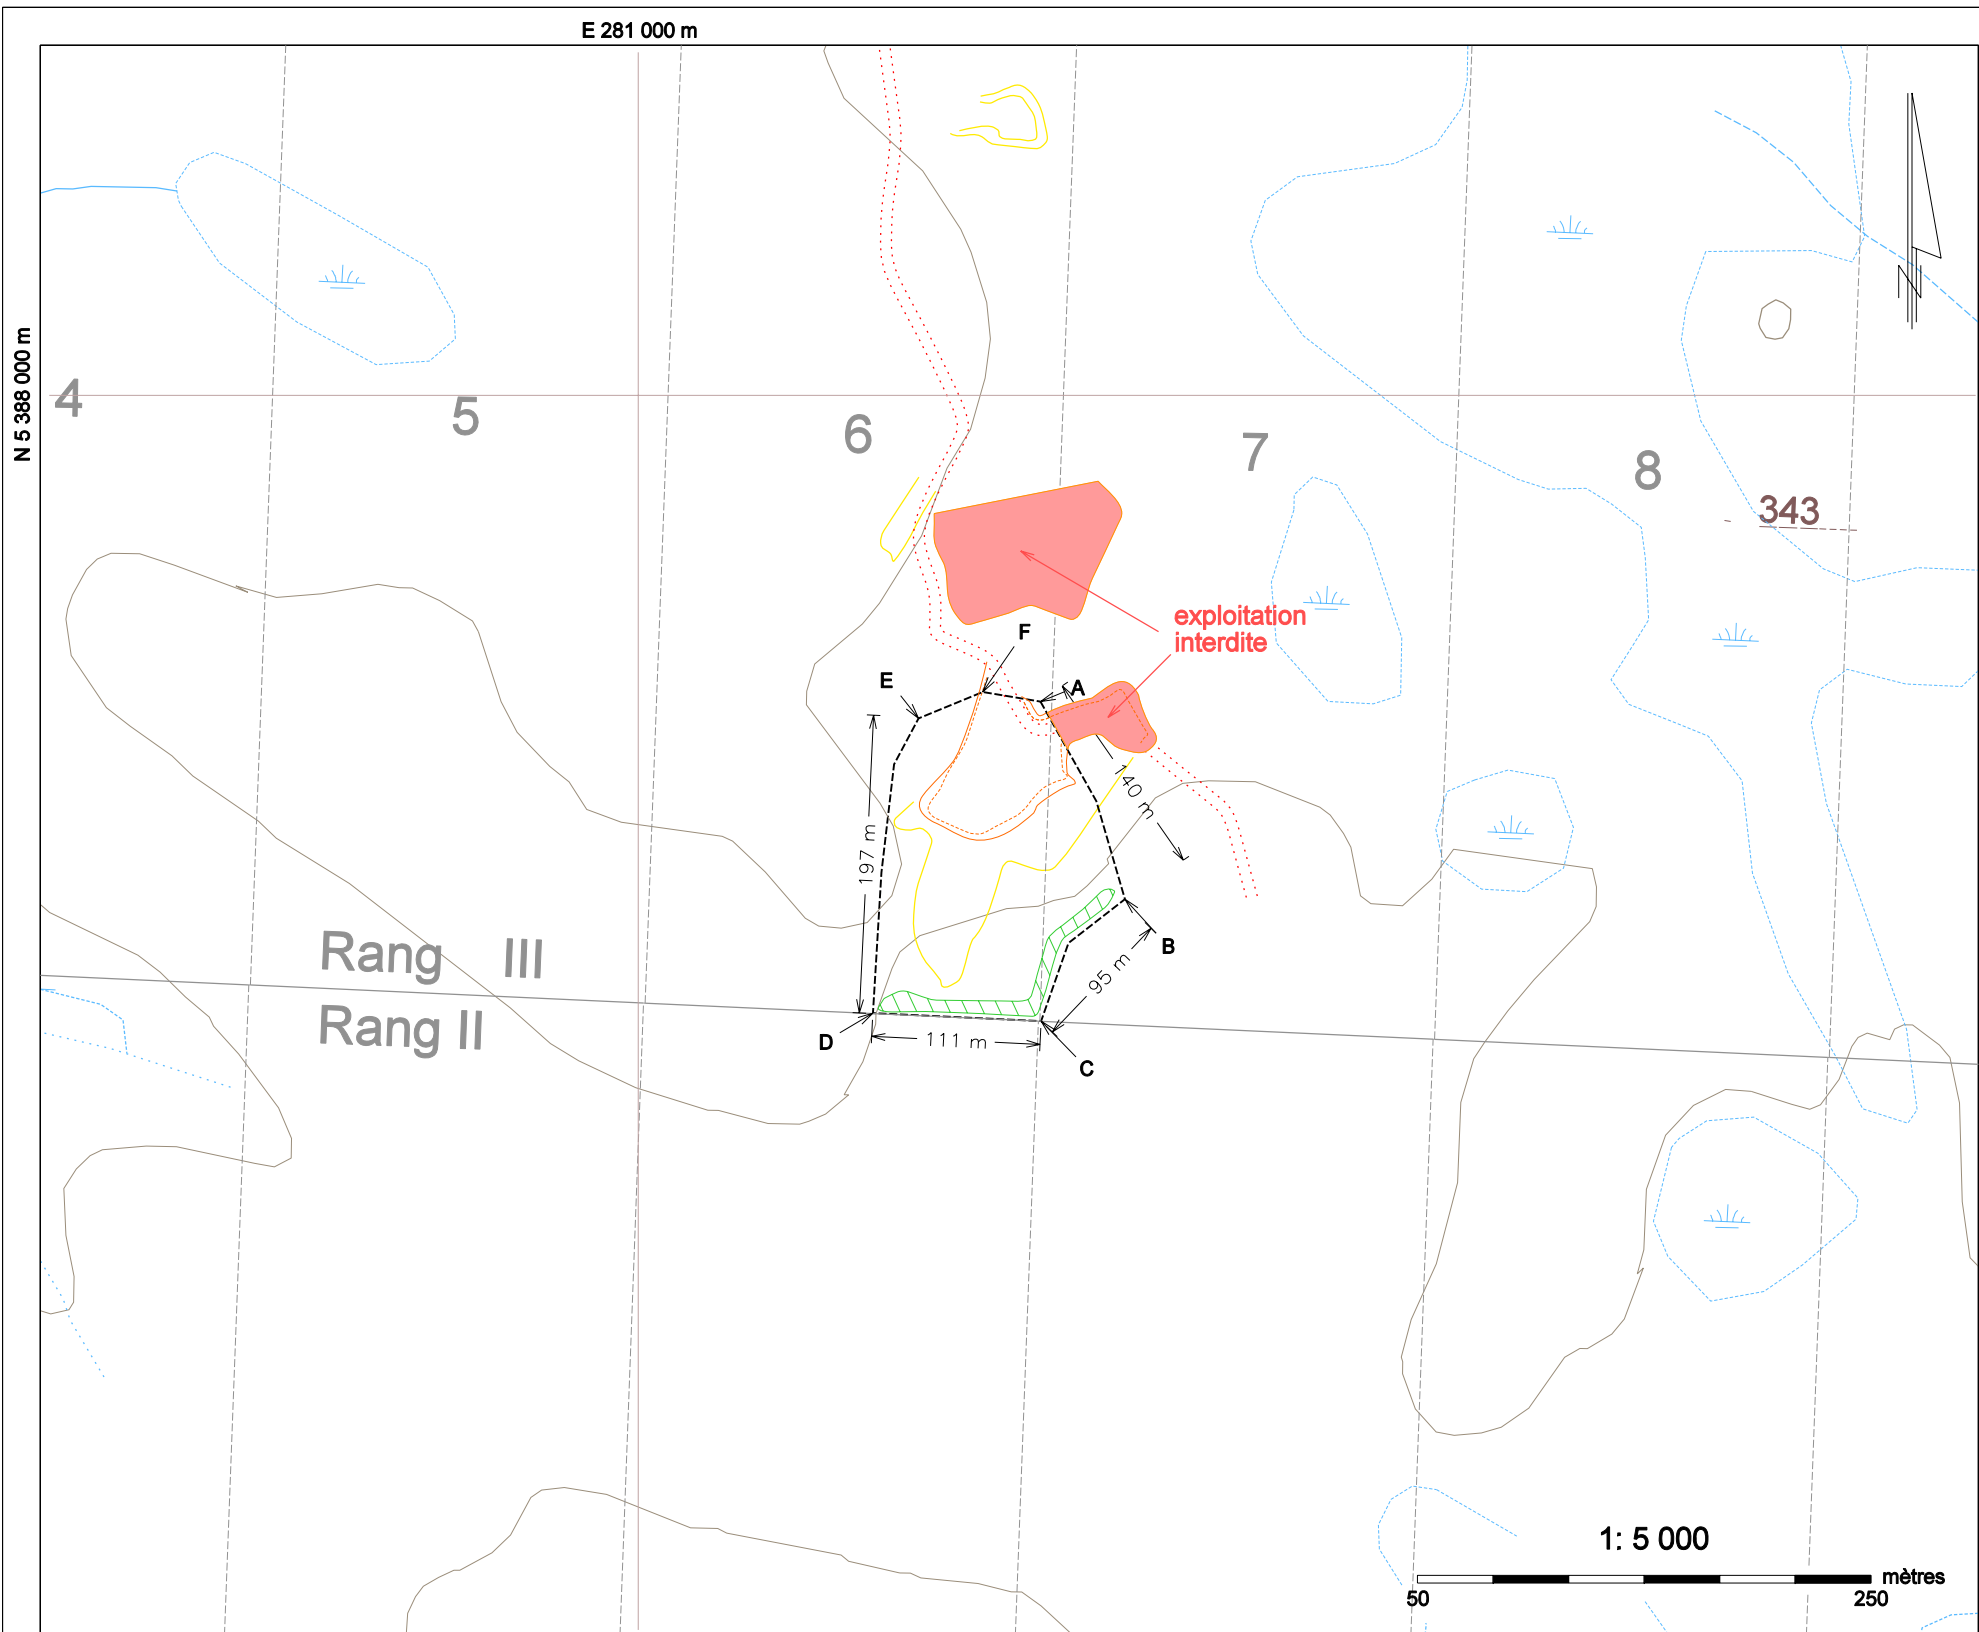 E 281 000 m
N 5 388 000 m
4
5
6
7
8
343
exploitation
interdite
F
E
A
140 m
197 m
B
95 m
Rang III
Rang II
D
111 m
C
N
1: 5 000
mètres
50
250